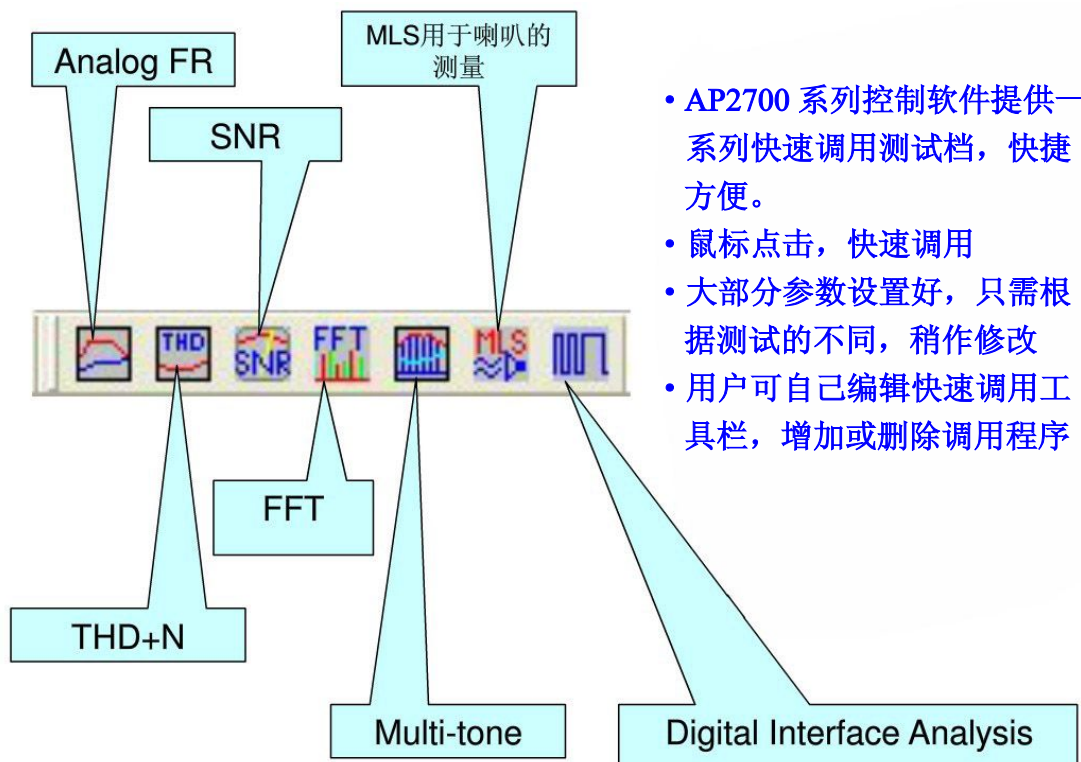 Analog FR
MLS用于喇叭的
测量
SNR
• AP2700 系列控制软件提供一
系列快速调用测试档，快捷
方便。
• 鼠标点击，快速调用
• 大部分参数设置好，只需根
据测试的不同，稍作修改
• 用户可自己编辑快速调用工
具栏，增加或删除调用程序
THD
SNR
FFT
MLS
FFT
THD+N
Multi-tone
Digital Interface Analysis